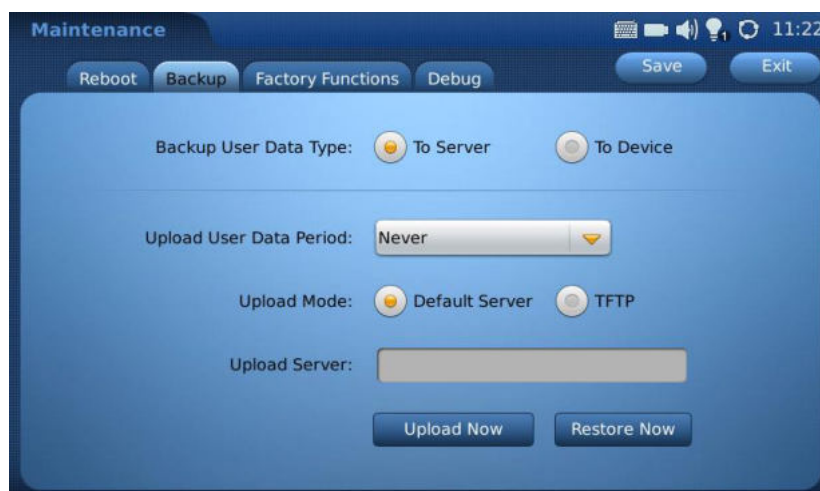 Maintenance 1 11:22
Reboot Backup Factory Functions Debug Save Exit
Backup User Data Type: To Server To Device
Upload User Data Period: Never
Upload Mode: Default Server TFTP
Upload Server:
Upload Now Restore Now